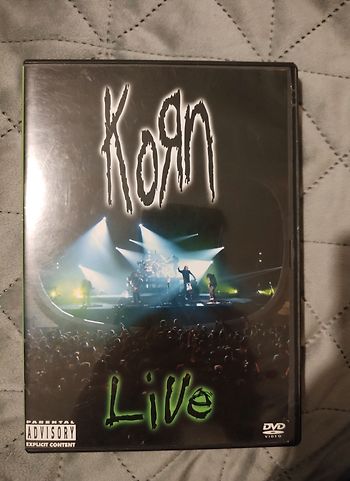 KoЯn
Live
PARENTAL
ADVISORY
EXPLICIT CONTENT
DVD
VIDEO